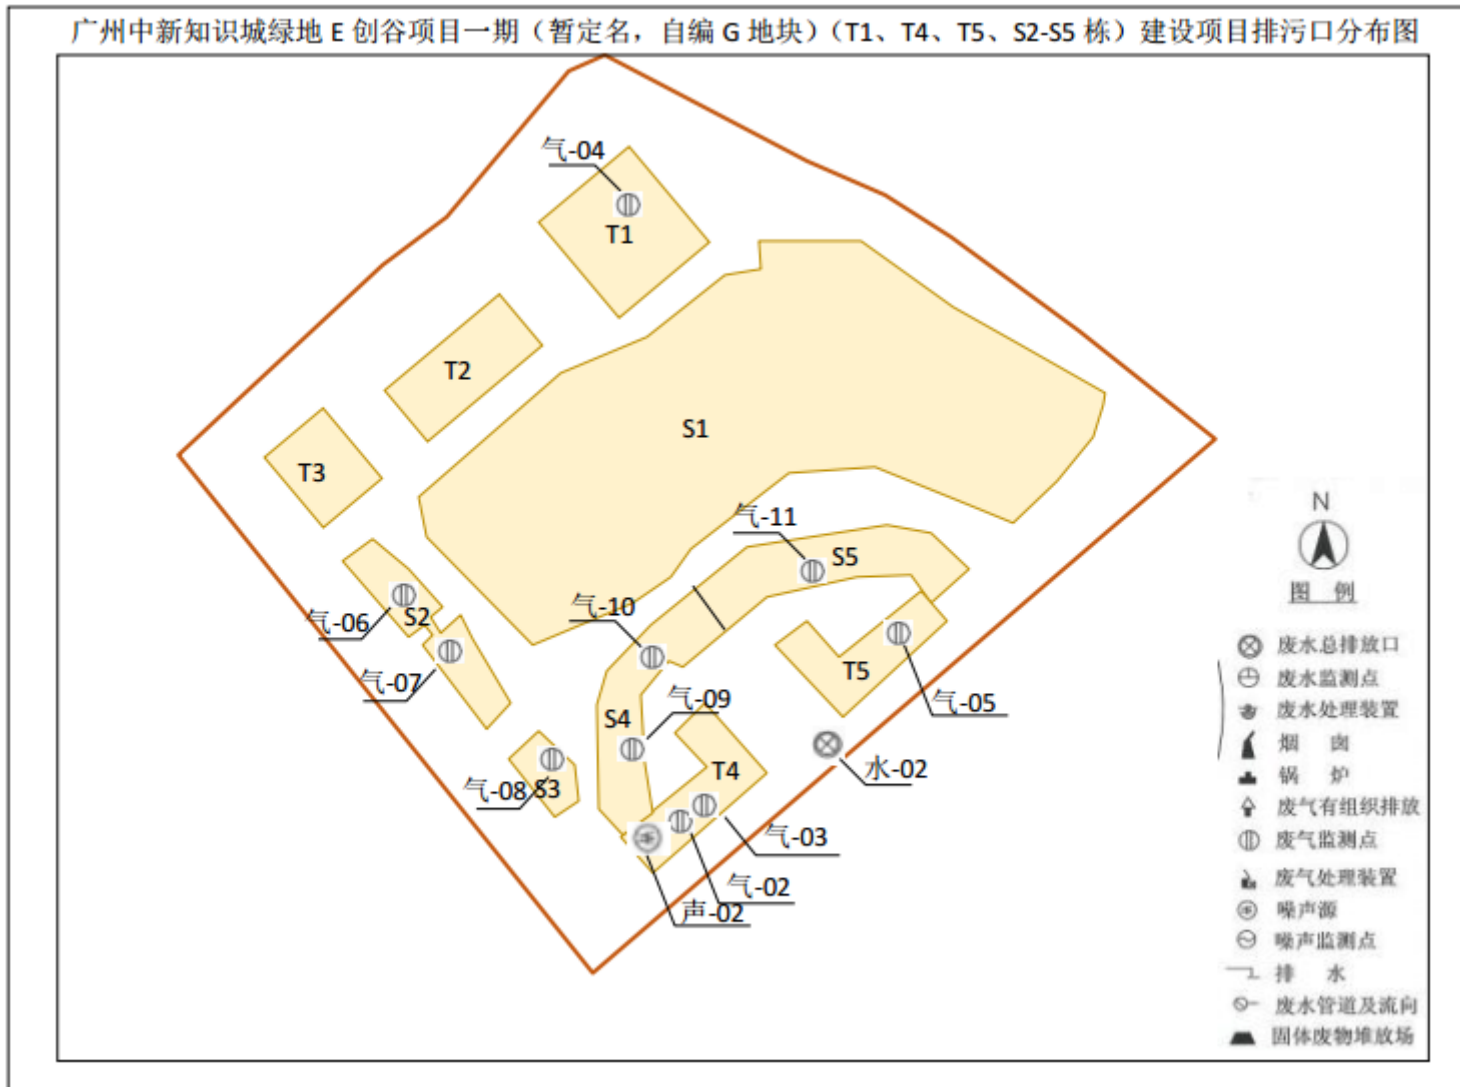 广州中新知识城绿地 E 创谷项目一期（暂定名，自编 G 地块）（T1、T4、T5、S2-S5 栋）建设项目排污口分布图
气-04
T1
T2
S1
T3
气-11
S5
气-10
S2
气-06
气-07
T5
气-09
气-05
S4
水-02
T4
气-08
S3
气-03
气-02
声-02
N
图 例
废水总排放口
废水监测点
废水处理装置
烟 囱
锅 炉
废气有组织排放
废气监测点
废气处理装置
噪声源
噪声监测点
排 水
废水管道及流向
固体废物堆放场